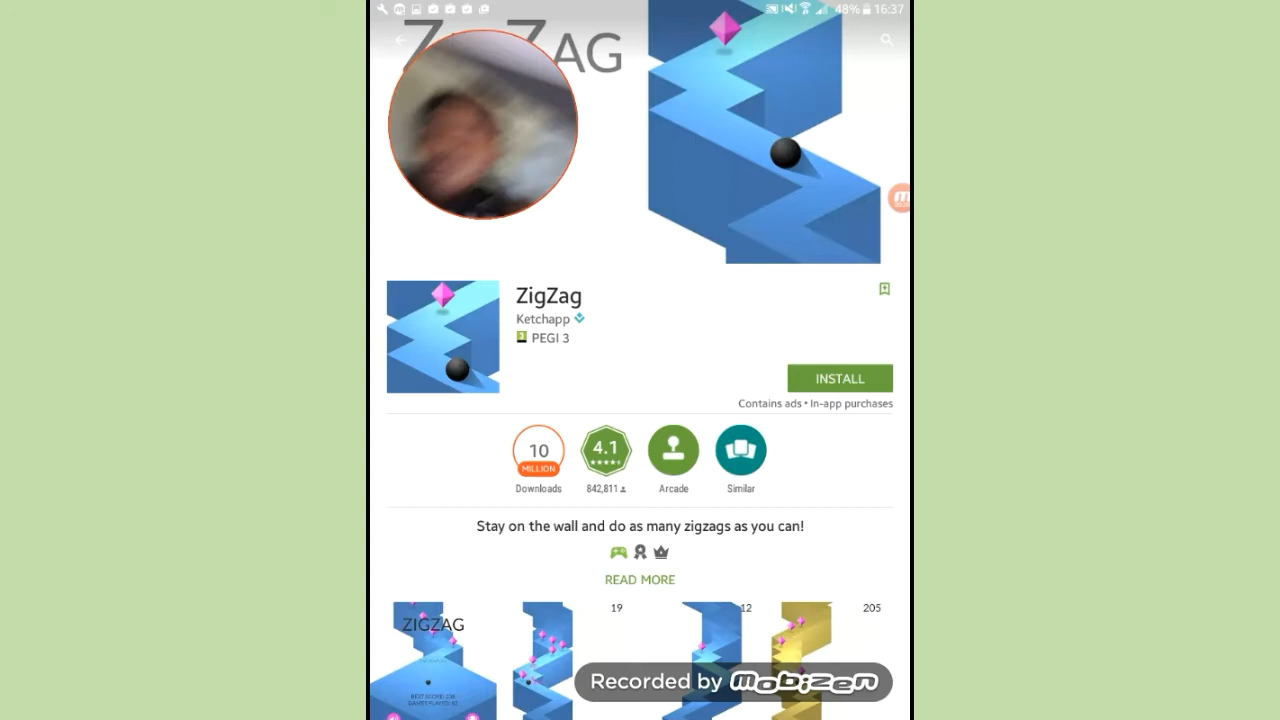 48% 16:37
ZIGZAG
ZigZag
Ketchapp
3 PEGI 3
INSTALL
Contains ads • In-app purchases
10
MILLION
4.1
Downloads
842,811
Arcade
Similar
Stay on the wall and do as many zigzags as you can!
READ MORE
19
12
205
ZIGZAG
Recorded by mobizen